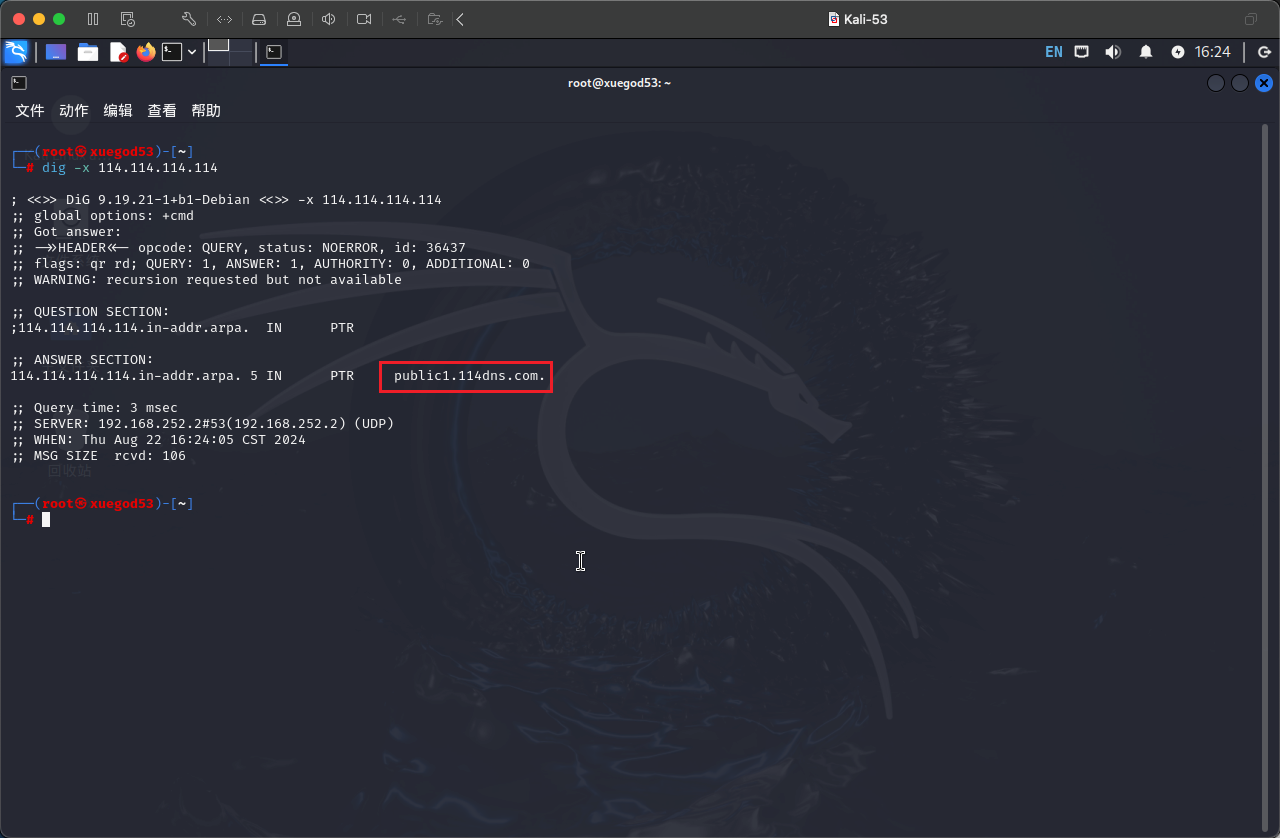 Kali-53
EN 16:24
root@xuegod53: ~
文件 动作 编辑 查看 帮助
┌──(root㉿xuegod53)-[~]
└─# dig -x 114.114.114.114
; <<>> DiG 9.19.21-1+b1-Debian <<>> -x 114.114.114.114
;; global options: +cmd
;; Got answer:
;; ->>HEADER<<- opcode: QUERY, status: NOERROR, id: 36437
;; flags: qr rd; QUERY: 1, ANSWER: 1, AUTHORITY: 0, ADDITIONAL: 0
;; WARNING: recursion requested but not available
;; QUESTION SECTION:
;114.114.114.114.in-addr.arpa. IN PTR
;; ANSWER SECTION:
114.114.114.114.in-addr.arpa. 5 IN PTR public1.114dns.com.
;; Query time: 3 msec
;; SERVER: 192.168.252.2#53(192.168.252.2) (UDP)
;; WHEN: Thu Aug 22 16:24:05 CST 2024
;; MSG SIZE rcvd: 106
回收站
┌──(root㉿xuegod53)-[~]
└─#